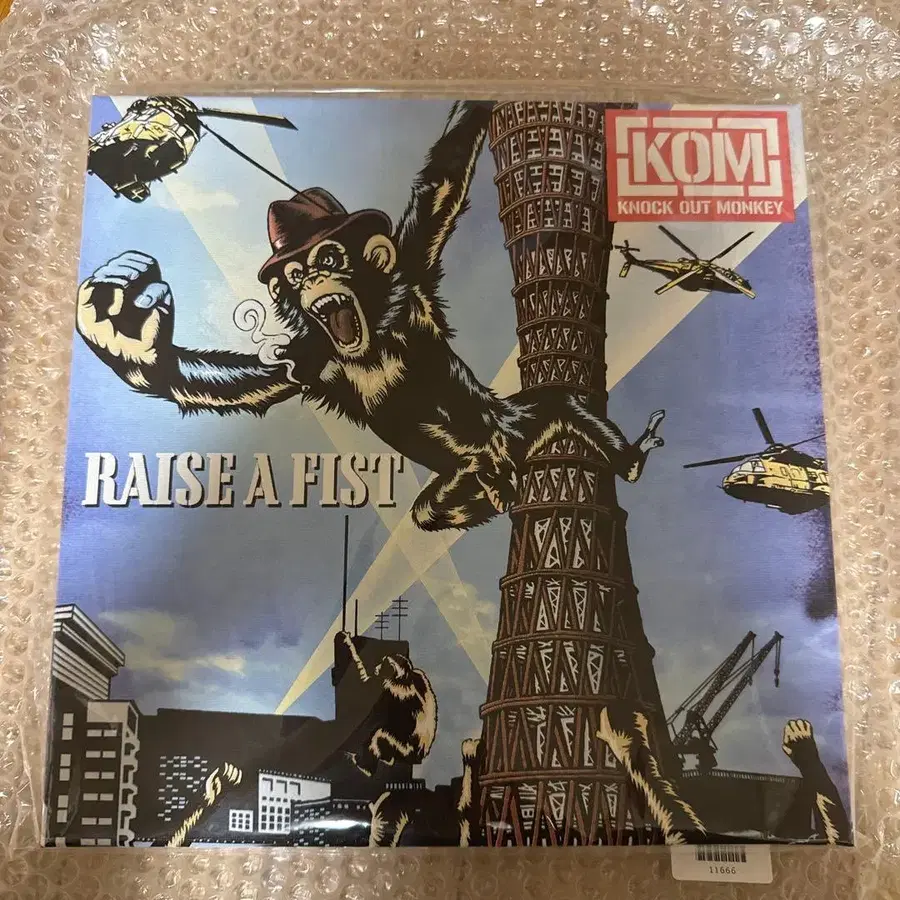 KOM
KNOCK OUT MONKEY
RAISE A FIST
11666